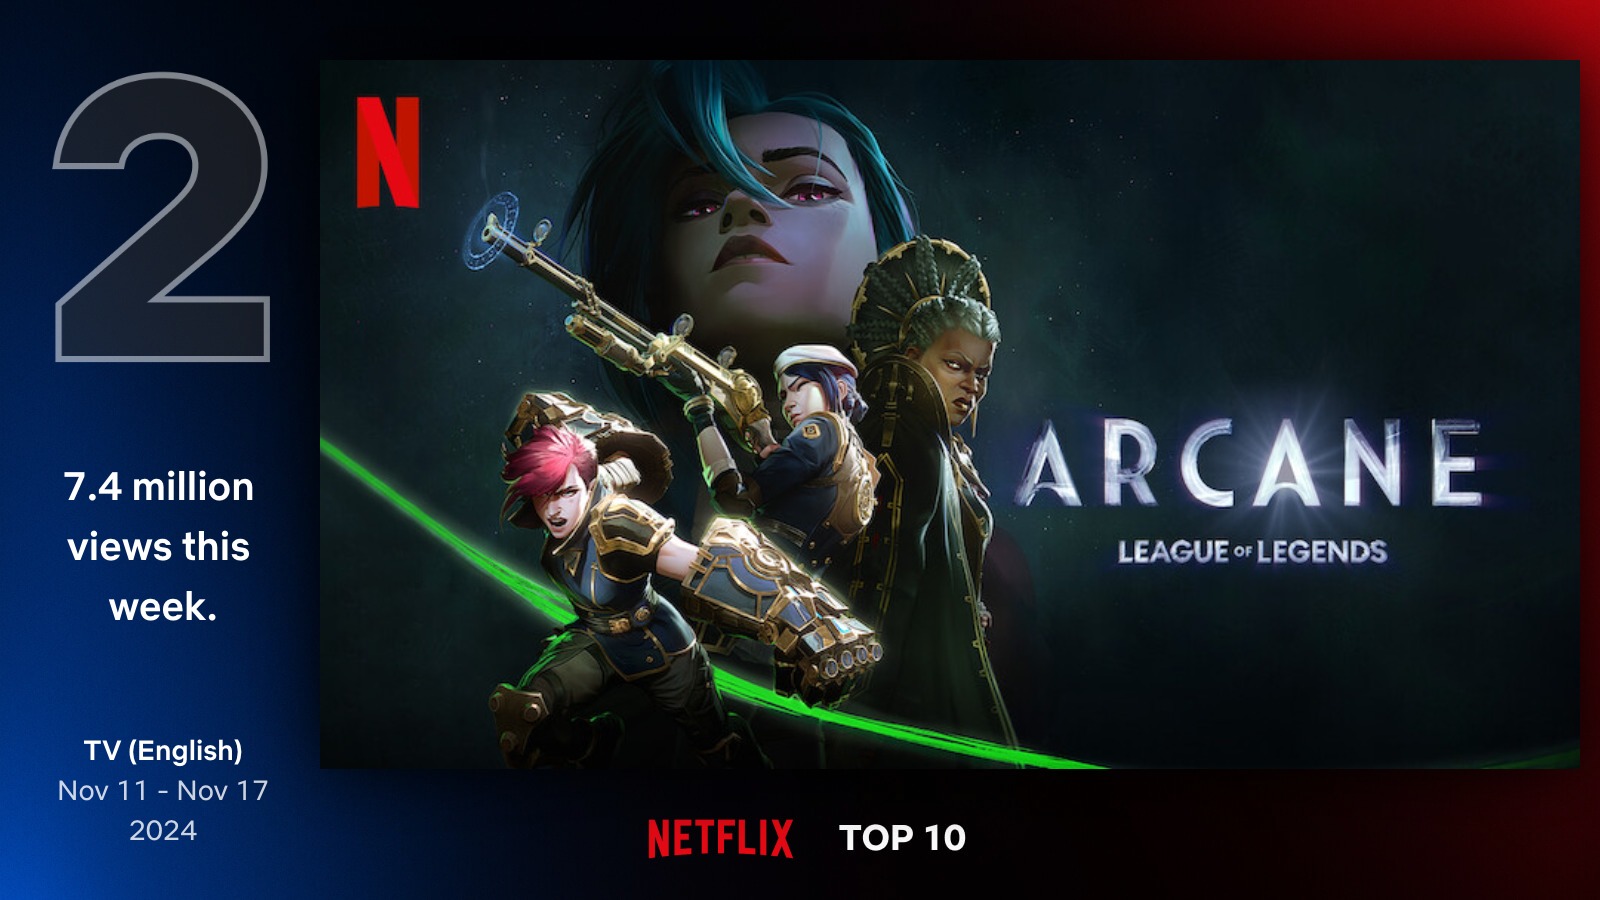 2
7.4 million
views this
week.
TV (English)
Nov 11 - Nov 17
2024
N
ARCANE
LEAGUE OF LEGENDS
NETFLIX TOP 10